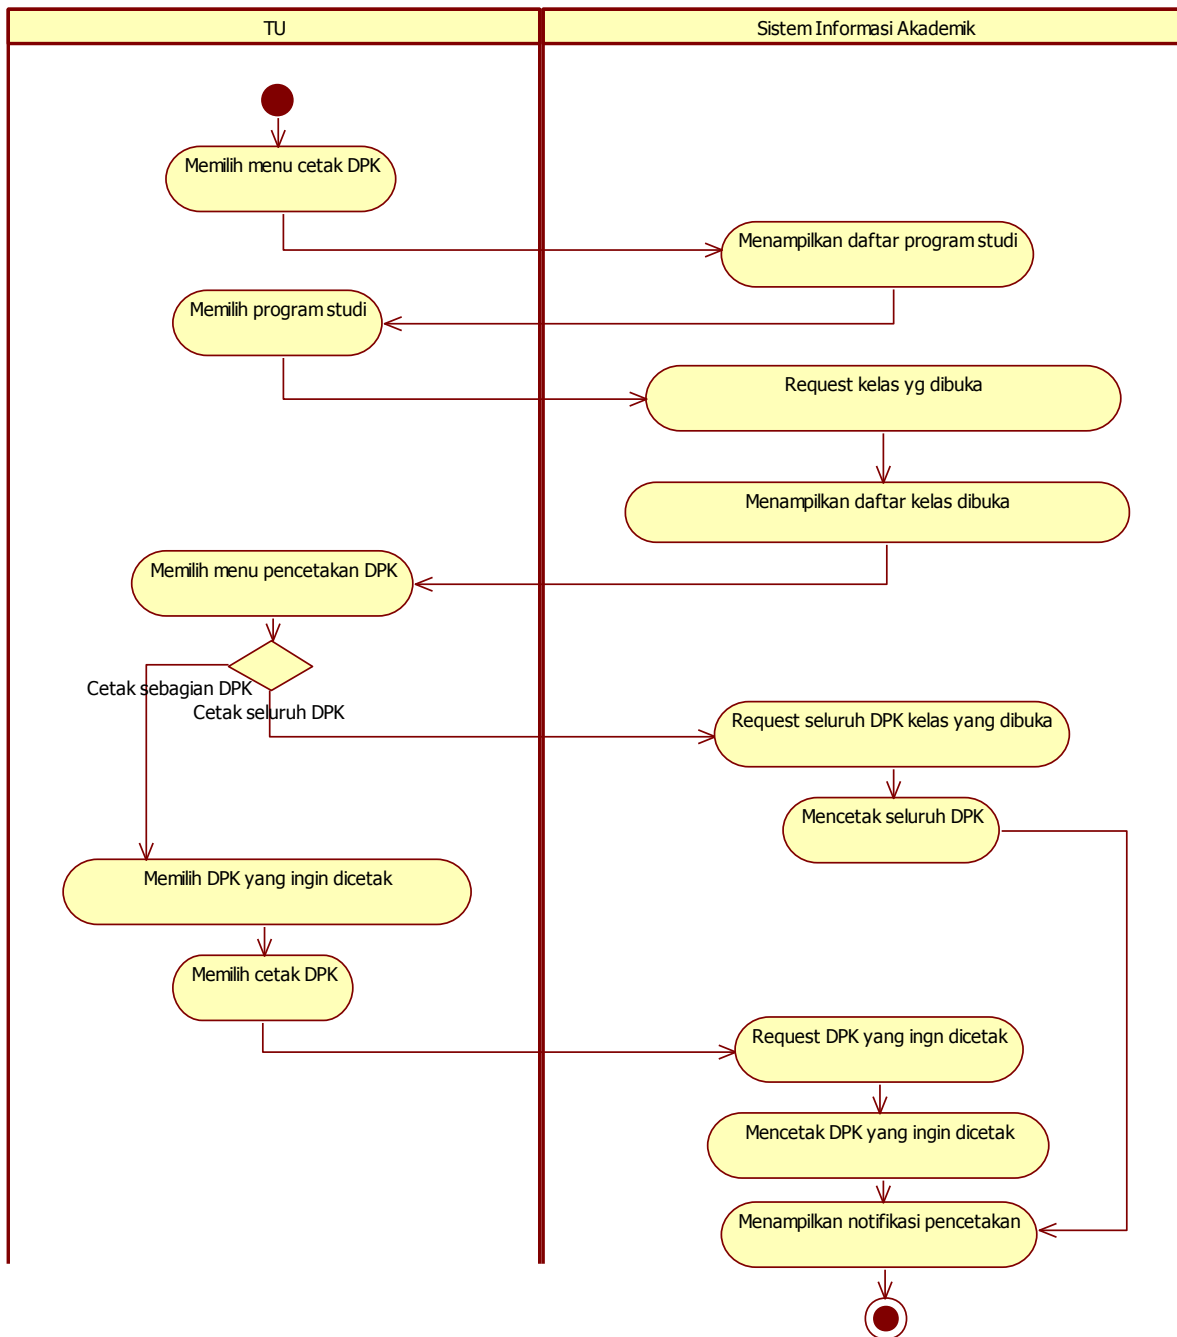 TU
Sistem Informasi Akademik
Memilih menu cetak DPK
Menampilkan daftar program studi
Memilih program studi
Request kelas yg dibuka
Menampilkan daftar kelas dibuka
Memilih menu pencetakan DPK
Cetak sebagian DPK
Cetak seluruh DPK
Request seluruh DPK kelas yang dibuka
Mencetak seluruh DPK
Memilih DPK yang ingin dicetak
Memilih cetak DPK
Request DPK yang ingn dicetak
Mencetak DPK yang ingin dicetak
Menampilkan notifikasi pencetakan